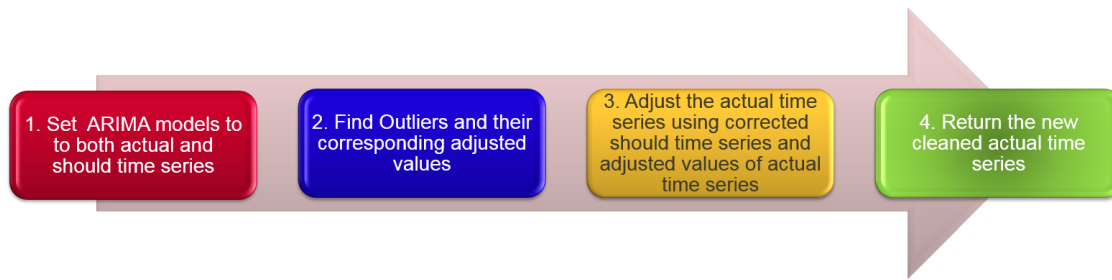 1. Set ARIMA models to
to both actual and
should time series
2. Find Outliers and their
corresponding adjusted
values
3. Adjust the actual time
series using corrected
should time series and
adjusted values of actual
time series
4. Return the new
cleaned actual time
series